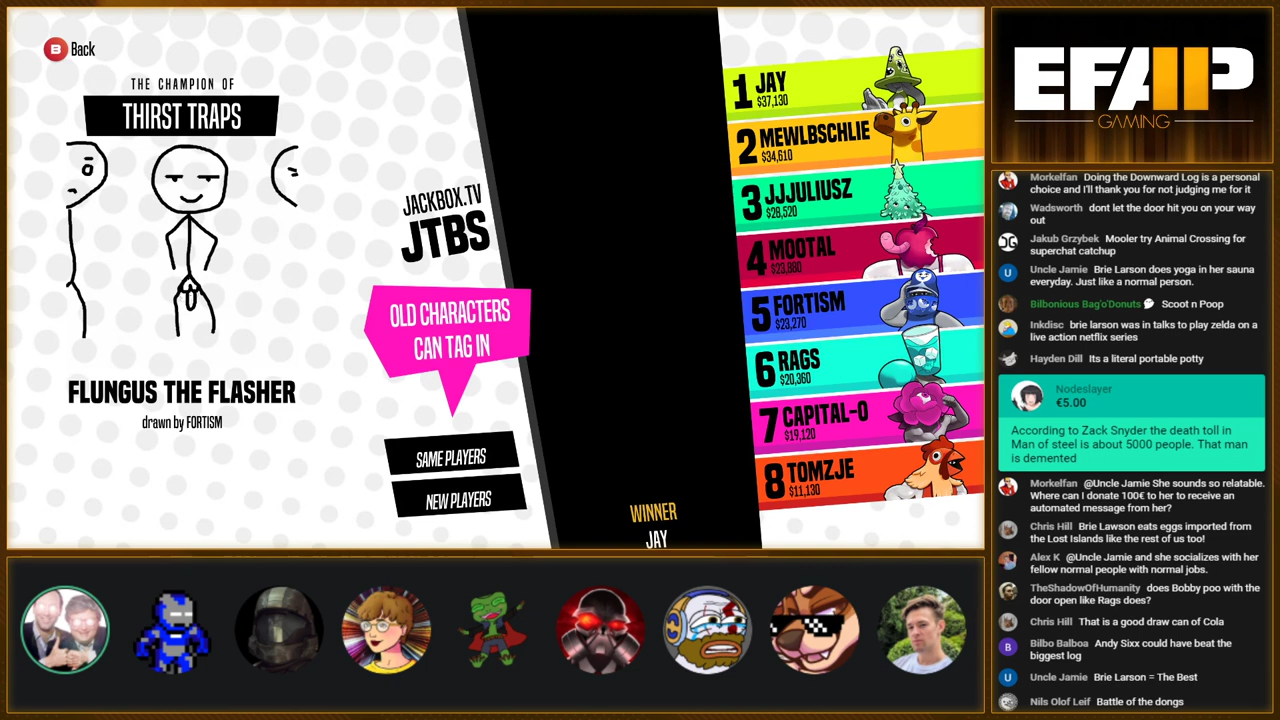 B Back
THE CHAMPION OF
THIRST TRAPS
FLUNGUS THE FLASHER
drawn by FORTISM
JACKBOX.TV
JTBS
OLD CHARACTERS
CAN TAG IN
SAME PLAYERS
NEW PLAYERS
WINNER
JAY
1 JAY
$37,130
2 MEWLBSCHLIE
$34,610
3 JJJULIUSZ
$28,520
4 MOOTAL
$23,880
5 FORTISM
$23,270
6 RAGS
$20,360
7 CAPITAL-O
$19,120
8 TOMZJE
$11,130
EFAP
GAMING
Morkelfan Doing the Downward Log is a personal
choice and I'll thank you for not judging me for it
Wadsworth dont let the door hit you on your way
out
Jakub Grzybek Mooler try Animal Crossing for
superchat catchup
U Uncle Jamie Brie Larson does yoga in her sauna
everyday. Just like a normal person.
Bilbonious Bag'o'Donuts Scoot n Poop
Inkdisc brie larson was in talks to play zelda on a
live action netflix series
Hayden Dill Its a literal portable potty
Nodeslayer
€5.00
According to Zack Snyder the death toll in
Man of steel is about 5000 people. That man
is demented
Morkelfan @Uncle Jamie She sounds so relatable.
Where can I donate 100€ to her to receive an
automated message from her?
Chris Hill Brie Lawson eats eggs imported from
the Lost Islands like the rest of us too!
Alex K @Uncle Jamie and she socializes with her
fellow normal people with normal jobs.
TheShadowOfHumanity does Bobby poo with the
door open like Rags does?
Chris Hill That is a good draw can of Cola
B Bilbo Balboa Andy Sixx could have beat the
biggest log
U Uncle Jamie Brie Larson = The Best
Nils Olof Leif Battle of the dongs